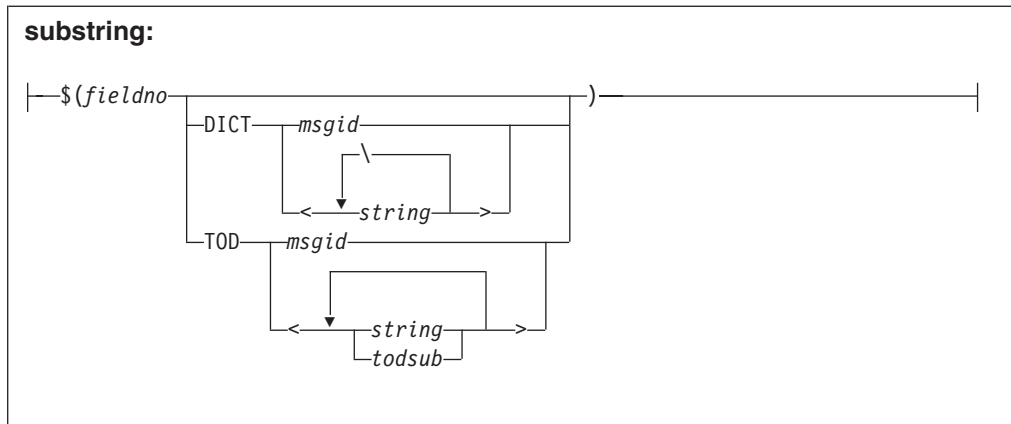 substring:
$(fieldno )
DICT msgid
\
< string >
TOD msgid
< string >
todsub